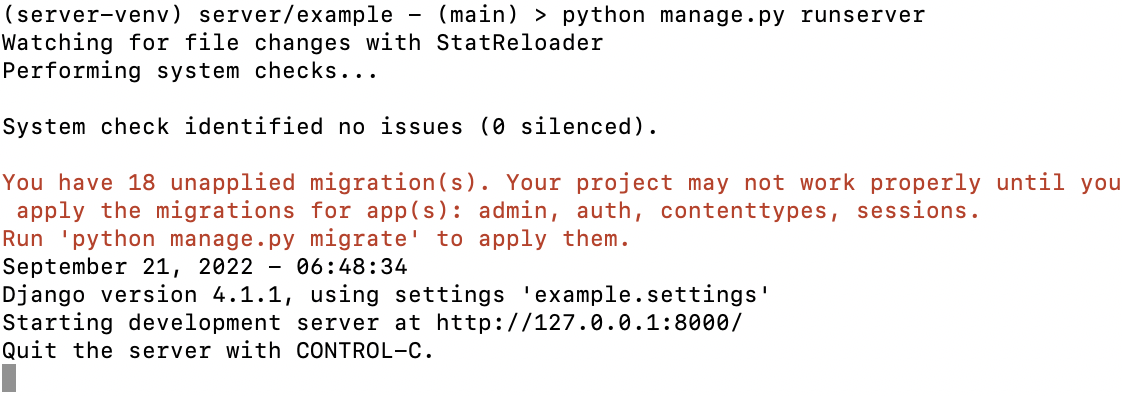 (server-venv) server/example - (main) > python manage.py runserver
Watching for file changes with StatReloader
Performing system checks...
System check identified no issues (0 silenced).
You have 18 unapplied migration(s). Your project may not work properly until you
apply the migrations for app(s): admin, auth, contenttypes, sessions.
Run 'python manage.py migrate' to apply them.
September 21, 2022 - 06:48:34
Django version 4.1.1, using settings 'example.settings'
Starting development server at http://127.0.0.1:8000/
Quit the server with CONTROL-C.